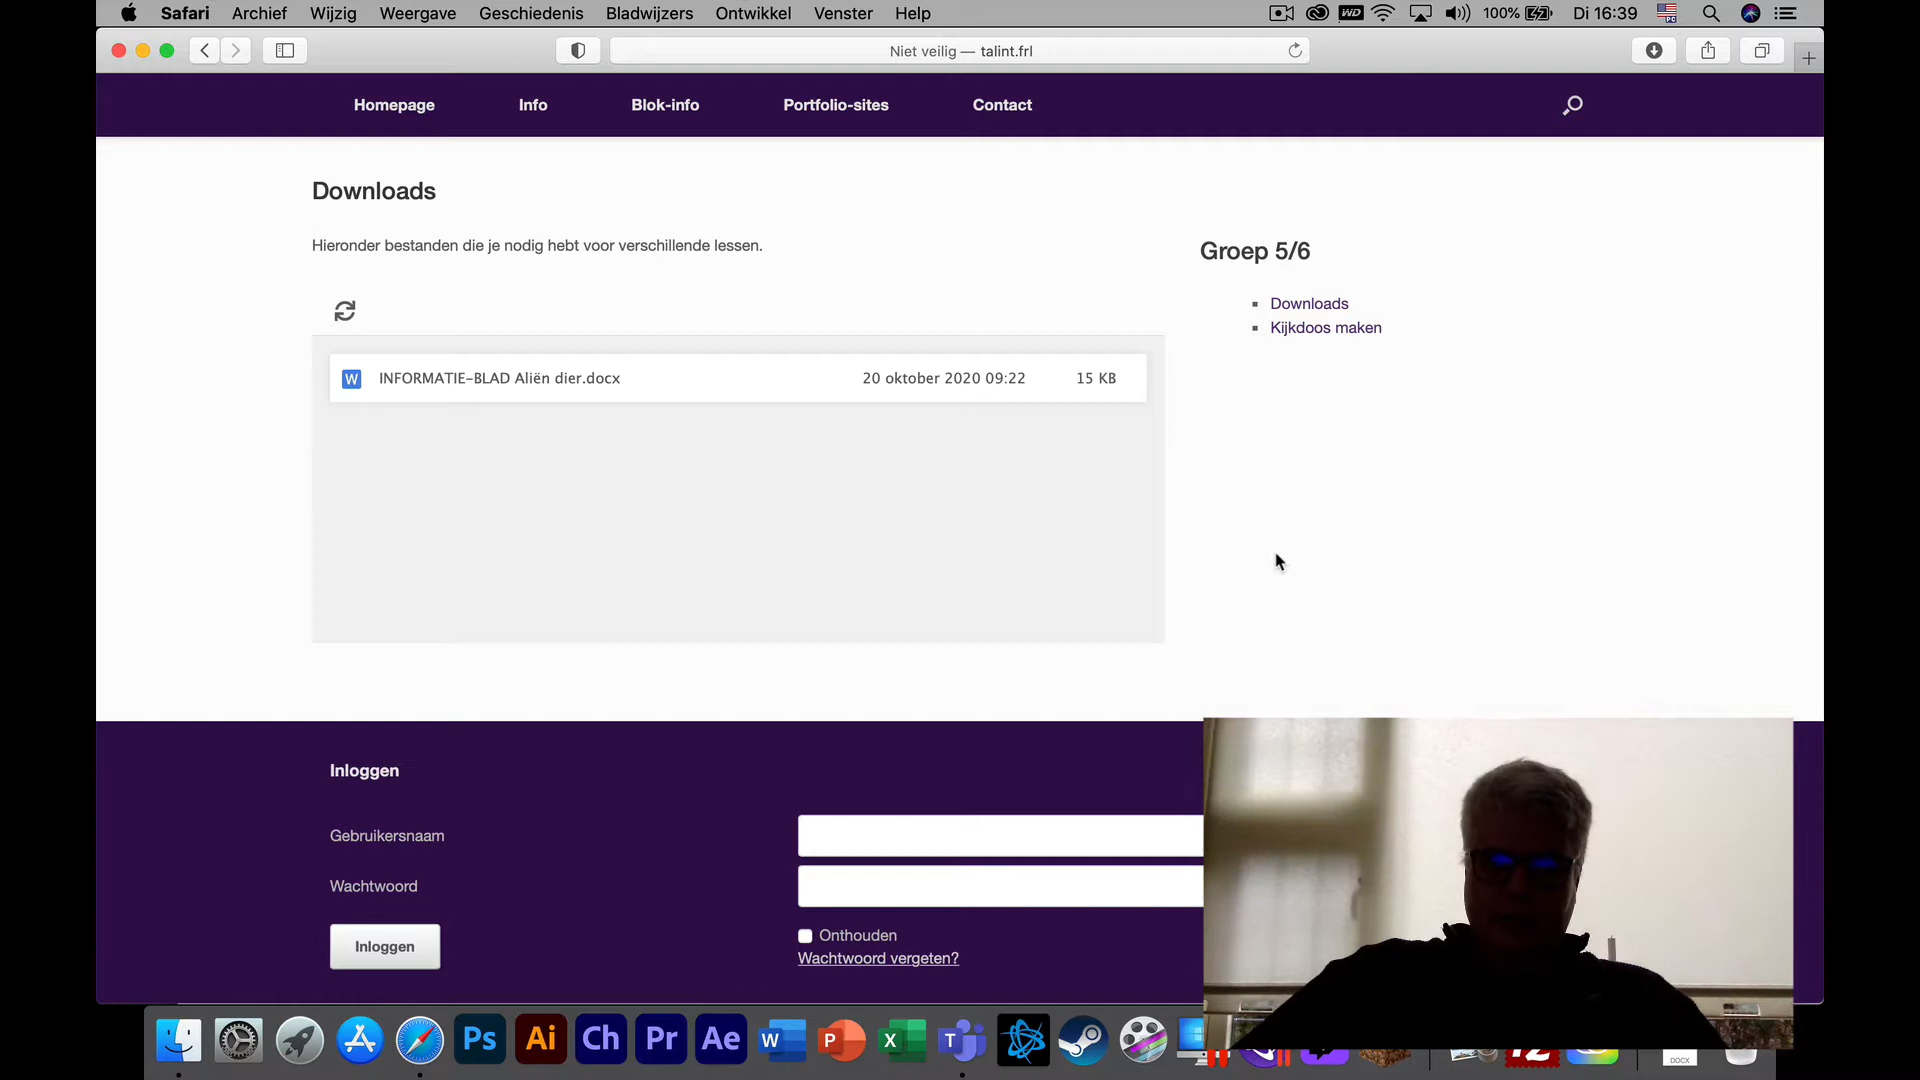 Safari Archief Wijzig Weergave Geschiedenis Bladwijzers Ontwikkel Venster Help WD 100% Di 16:39
Niet veilig — talint.frl
Homepage Info Blok-info Portfolio-sites Contact
Downloads
Hieronder bestanden die je nodig hebt voor verschillende lessen.
Groep 5/6
Downloads
Kijkdoos maken
W INFORMATIE-BLAD Aliën dier.docx 20 oktober 2020 09:22 15 KB
Inloggen
Gebruikersnaam
Wachtwoord
Onthouden
Inloggen
Wachtwoord vergeten?
Ps Ai Ch Pr Ae W P X T
DOCX